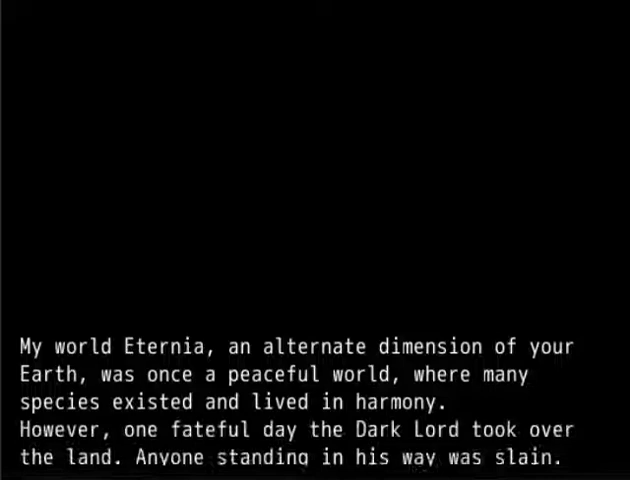 My world Eternia, an alternate dimension of your
Earth, was once a peaceful world, where many
species existed and lived in harmony.
However, one fateful day the Dark Lord took over
the land. Anyone standing in his way was slain.